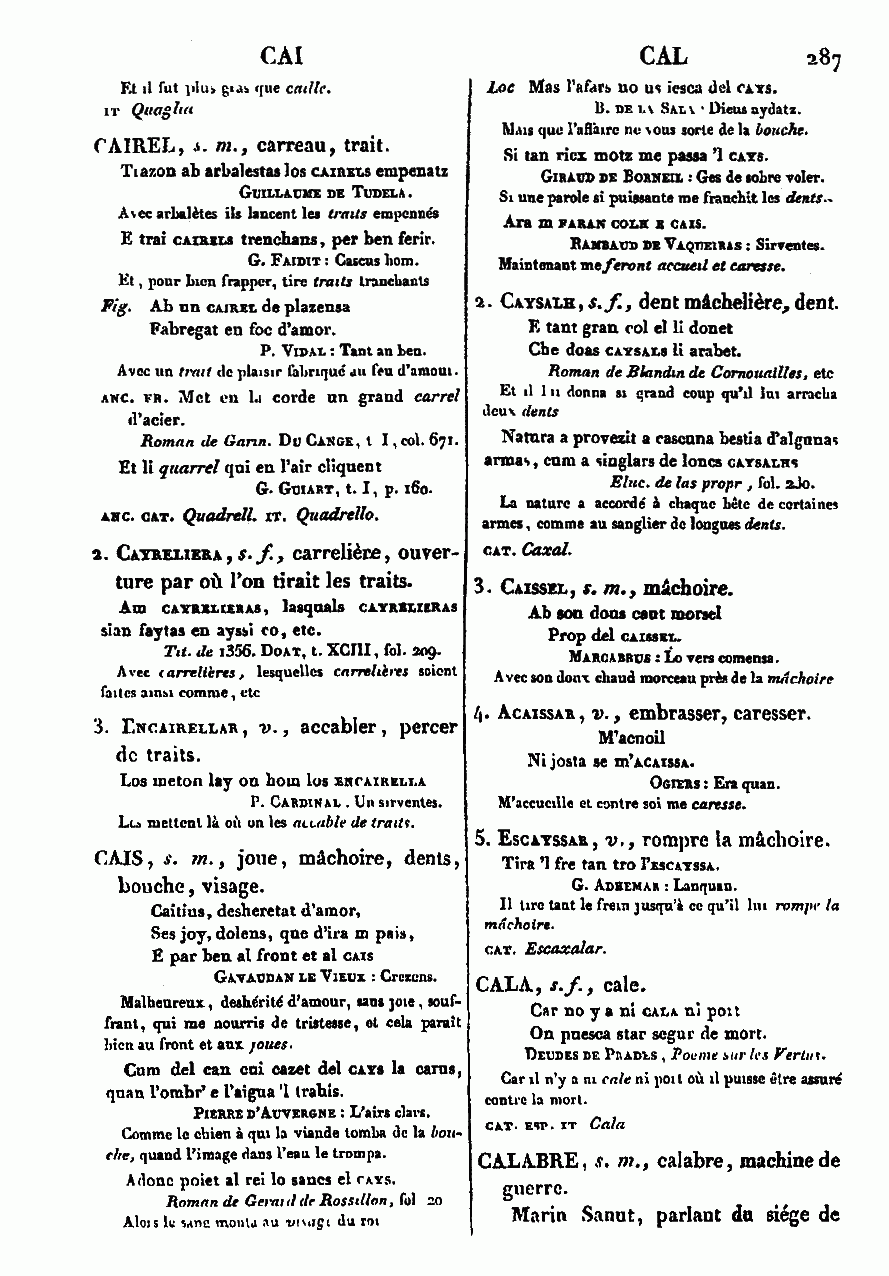 CAI
CAL 287
Et il fut plus gras que caille.
IT Quaglia
CAIREL, s. m., carreau, trait.
Tiazon ab arbalestas los CAIRELS empenatz
GUILLAUME DE TUDELA.
Avec arbalètes ils lancent les traits empennés
E trai CAIRELS trenchans, per ben ferir.
G. FAIDIT : Cascus hom.
Et, pour bien frapper, tire traits tranchants
Fig. Ab un CAIREL de plazensa
Fabregat en foc d'amor.
P. VIDAL : Tant an ben.
Avec un trait de plaisir fabriqué au feu d'amour.
ANC. FR. Met en la corde un grand carrel
d'acier.
Roman de Garin. DU CANGE, t I, col. 671.
Et li quarrel qui en l'air cliquent
G. GUIART, t. I, p. 160.
ANC. CAT. Quadrell. IT. Quadrello.
2. CAYRELIERA, s. f., carrelière, ouver-
ture par où l'on tirait les traits.
Am CAYRELIERAS, lasquals CAYRELIERAS
sian faytas en ayssi co, etc.
Tit. de 1356. DOAT, t. XCIII, fol. 209.
Avec carrelières, lesquelles carrelières soient
faites ainsi comme, etc
3. ENCAIRELLAR, v., accabler, percer
de traits.
Los meton lay on hom los ENCAIRELLA
P. CARDINAL . Un sirventes.
Les mettent là où on les accable de traits.
CAIS, s. m., joue, mâchoire, dents,
bouche, visage.
Caitius, desheretat d'amor,
Ses joy, dolens, que d'ira m pais,
E par ben al front et al CAIS
GAVAUDAN LE VIEUX : Crezens.
Malheureux, deshérité d'amour, sans joie, souf-
frant, qui me nourris de tristesse, et cela paraît
bien au front et aux joues.
Cum del can cui cazet del CAYS la carns,
quan l'ombr' e l'aigua 'l trahis.
PIERRE D'AUVERGNE : L'airs clars.
Comme le chien à qui la viande tomba de la bou-
che, quand l'image dans l'eau le trompa.
Adonc poiet al rei lo sancs el CAYS.
Roman de Gerard de Rossillon, fol 20
Alors le sang monta au visage du roi
Loc Mas l'afars no us iesca del CAYS.
B. DE LA SALA : Dieus aydatz.
Mais que l'affaire ne vous sorte de la bouche.
Si tan ricx motz me passa 'l CAYS.
GIRAUD DE BORNEIL : Ges de sobre voler.
Si une parole si puissante me franchit les dents.
Ara m FARAN COLH E CAIS.
RAMBAUD DE VAQUEIRAS : Sirventes.
Maintenant me feront accueil et caresse.
2. CAYSALH, s. f., dent mâchelière, dent.
E tant gran col el li donet
Che doas CAYSALS li arabet.
Roman de Blandin de Cornouailles, etc
Et il lui donna si grand coup qu'il lui arracha
deux dents
Natura a provezit a cascuna bestia d'algunas
armas, cum a singlars de loncs CAYSALHS
Eluc. de las propr, fol. 230.
La nature a accordé à chaque bête de certaines
armes, comme au sanglier de longues dents.
CAT. Caxal.
3. CAISSEL, s. m., mâchoire.
Ab son dous caut morsel
Prop del CAISSEL.
MARCABRUS : Lo vers comensa.
Avec son doux chaud morceau près de la mâchoire
4. ACAISSAR, v., embrasser, caresser.
M'acuoil
Ni josta se m'ACAISSA.
OGIERS : Era quan.
M'accueille et contre soi me caresse.
5. ESCAYSSAR, v., rompre la mâchoire.
Tira 'l fre tan tro l'ESCAYSSA.
G. ADHEMAR : Lanquan.
Il tire tant le frein jusqu'à ce qu'il lui rompe la
mâchoire.
CAT. Escaxalar.
CALA, s. f., cale.
Car no y a ni CALA ni port
On puesca star segur de mort.
DEUDES DE PRADES, Poeme sur les Vertus.
Car il n'y a ni cale ni port où il puisse être assuré
contre la mort.
CAT. ESP. IT Cala
CALABRE, s. m., calabre, machine de
guerre.
Marin Sanut, parlant du siége de